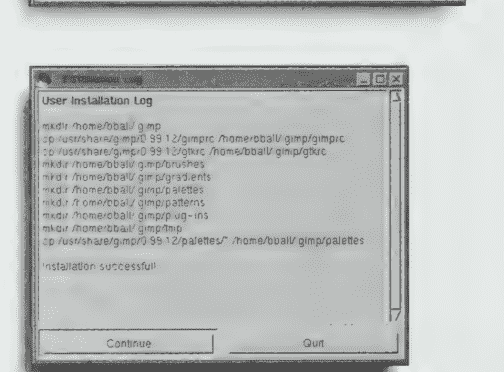 Installation Log
User Installation Log
mkdir /home/bball/.gimp
cp /usr/share/gimp/0.99.12/gimprc /home/bball/.gimp/gimprc
cp /usr/share/gimp/0.99.12/gtkrc /home/bball/.gimp/gtkrc
mkdir /home/bball/.gimp/brushes
mkdir /home/bball/.gimp/gradients
mkdir /home/bball/.gimp/palettes
mkdir /home/bball/.gimp/patterns
mkdir /home/bball/.gimp/plug-ins
mkdir /home/bball/.gimp/tmp
cp /usr/share/gimp/0.99.12/palettes/* /home/bball/.gimp/palettes
Installation successful!
Continue
Quit